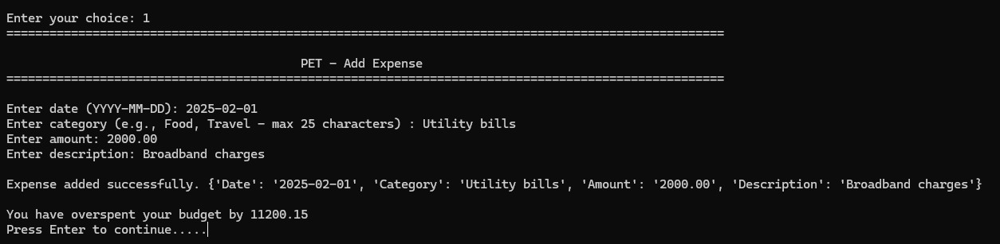 Enter your choice: 1
====================================================================================================
PET - Add Expense
====================================================================================================
Enter date (YYYY-MM-DD): 2025-02-01
Enter category (e.g., Food, Travel - max 25 characters) : Utility bills
Enter amount: 2000.00
Enter description: Broadband charges
Expense added successfully. {'Date': '2025-02-01', 'Category': 'Utility bills', 'Amount': '2000.00', 'Description': 'Broadband charges'}
You have overspent your budget by 11200.15
Press Enter to continue.....